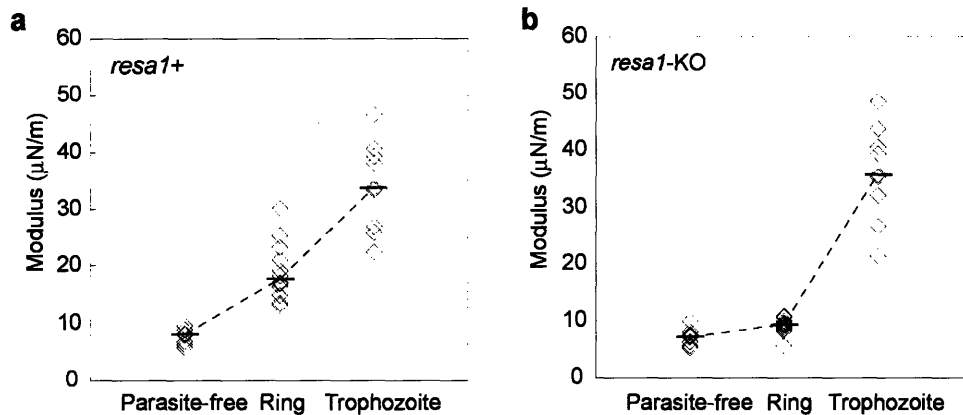 a
60
resa1+
50
40
30
20
10
0
Modulus (μN/m)
Parasite-free Ring Trophozoite
b
60
resa1-KO
50
40
30
20
10
0
Modulus (μN/m)
Parasite-free Ring Trophozoite